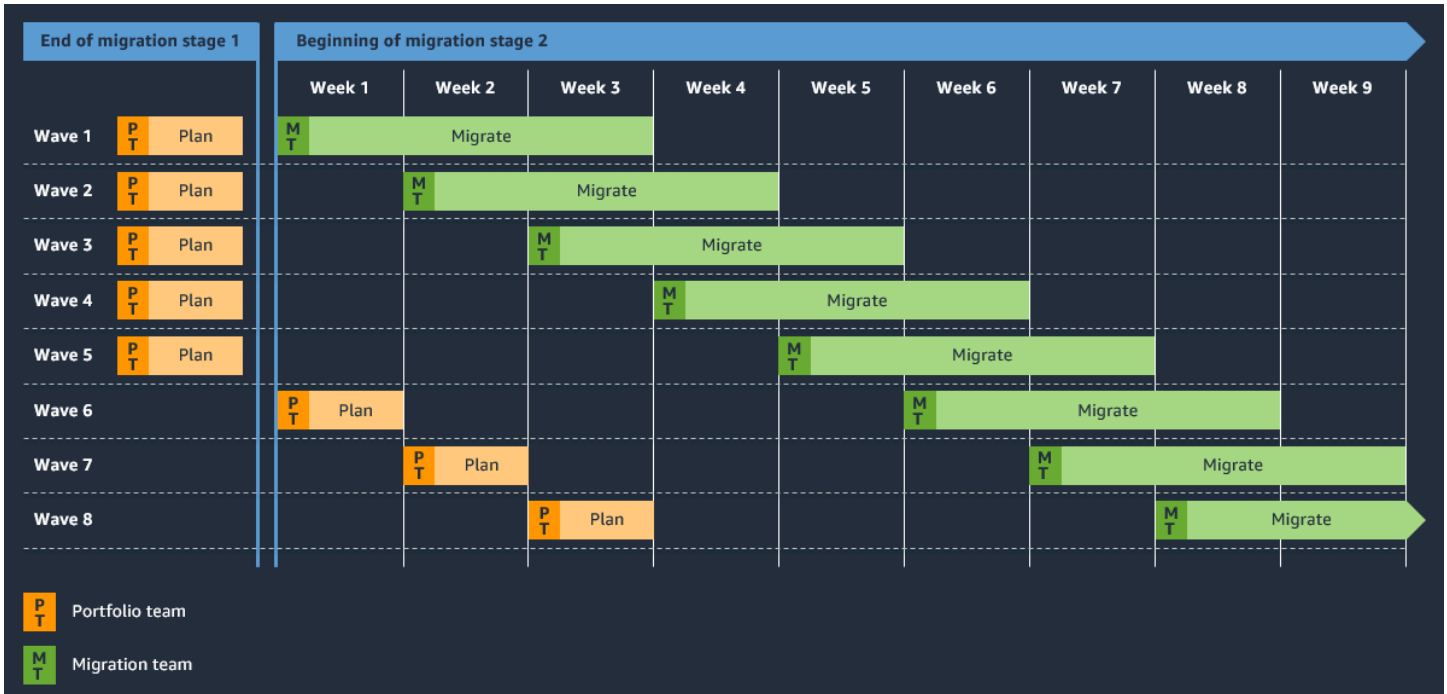 End of migration stage 1 Beginning of migration stage 2
Week 1 Week 2 Week 3 Week 4 Week 5 Week 6 Week 7 Week 8 Week 9
Wave 1 PT Plan MT Migrate
Wave 2 PT Plan MT Migrate
Wave 3 PT Plan MT Migrate
Wave 4 PT Plan MT Migrate
Wave 5 PT Plan MT Migrate
Wave 6 PT Plan MT Migrate
Wave 7 PT Plan MT Migrate
Wave 8 PT Plan MT Migrate
PT Portfolio team
MT Migration team